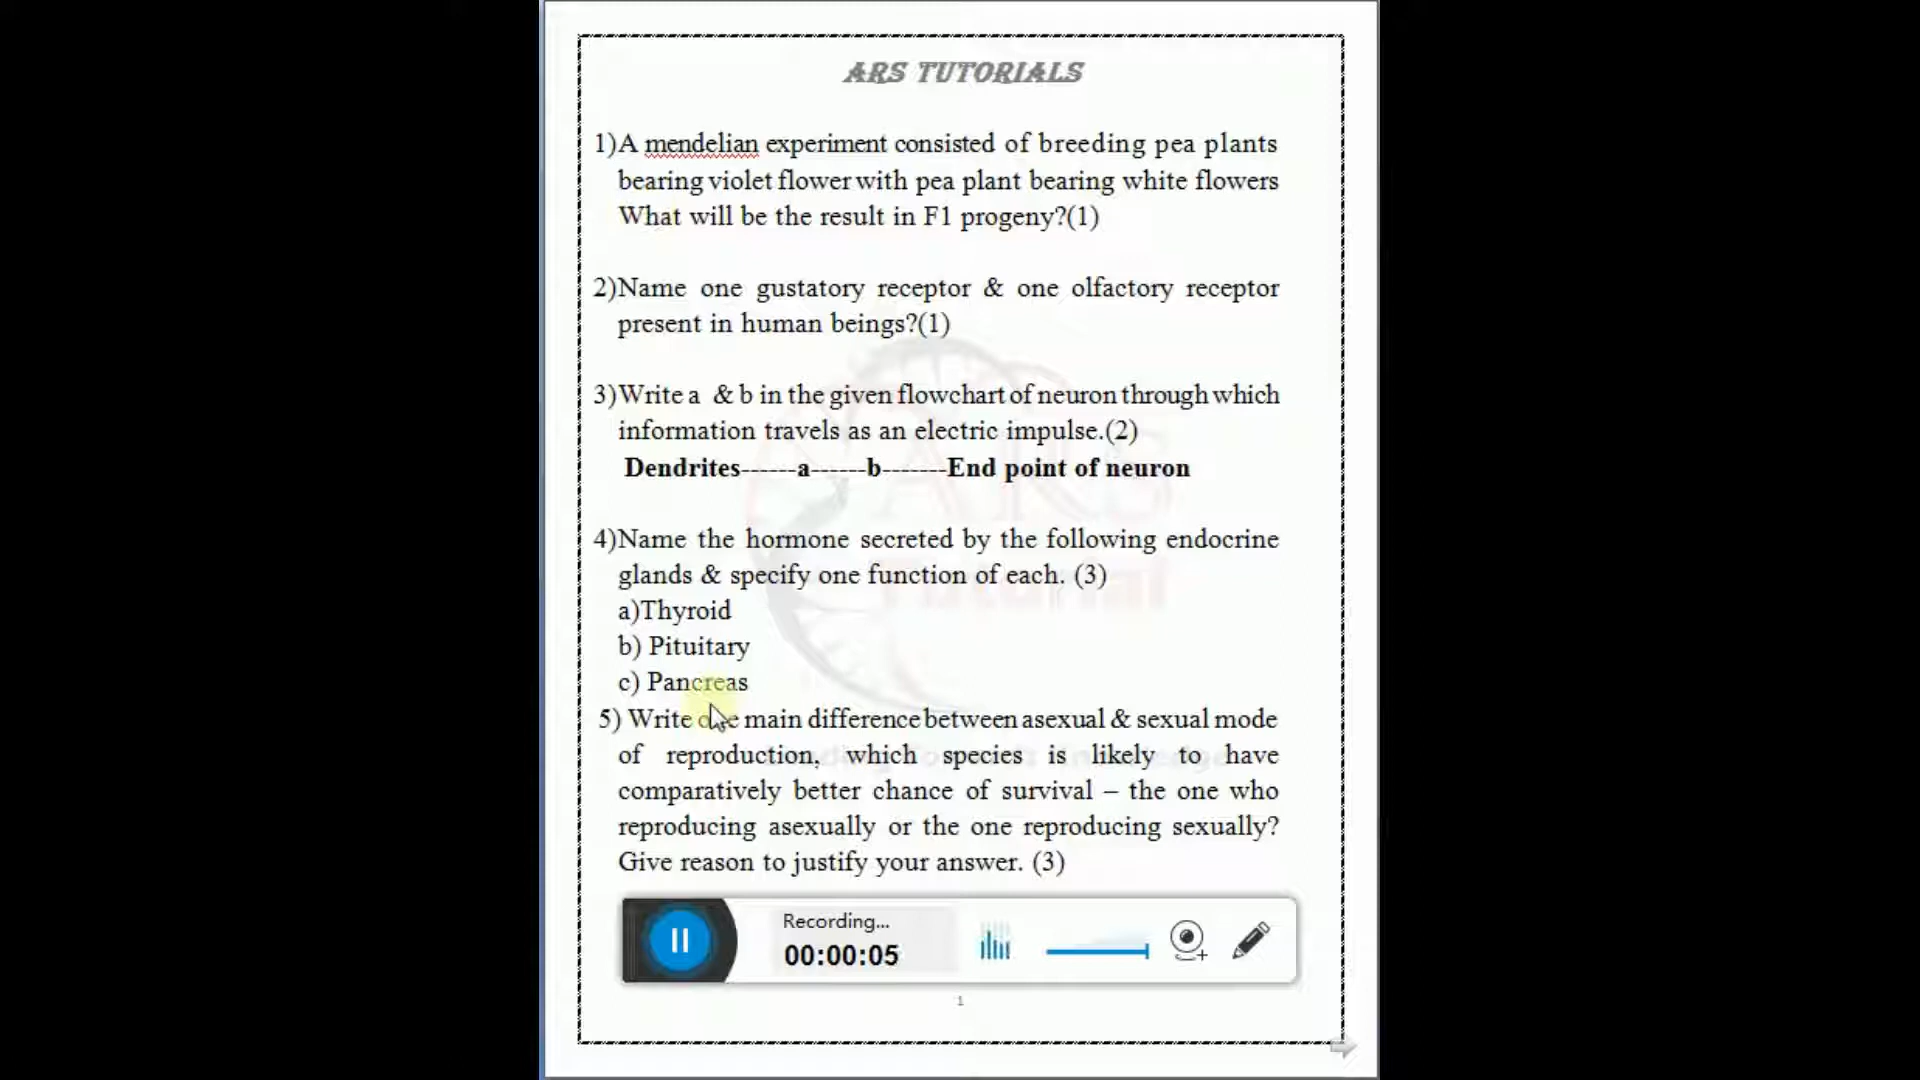 ARS TUTORIALS
1)A mendelian experiment consisted of breeding pea plants
bearing violet flower with pea plant bearing white flowers
What will be the result in F1 progeny?(1)
2)Name one gustatory receptor & one olfactory receptor
present in human beings?(1)
3)Write a & b in the given flowchart of neuron through which
information travels as an electric impulse.(2)
Dendrites------a------b-------End point of neuron
4)Name the hormone secreted by the following endocrine
glands & specify one function of each. (3)
a)Thyroid
b) Pituitary
c) Pancreas
5) Write one main difference between asexual & sexual mode
of reproduction, which species is likely to have
comparatively better chance of survival – the one who
reproducing asexually or the one reproducing sexually?
Give reason to justify your answer. (3)
Recording...
00:00:05
1
ARS
Tutorial